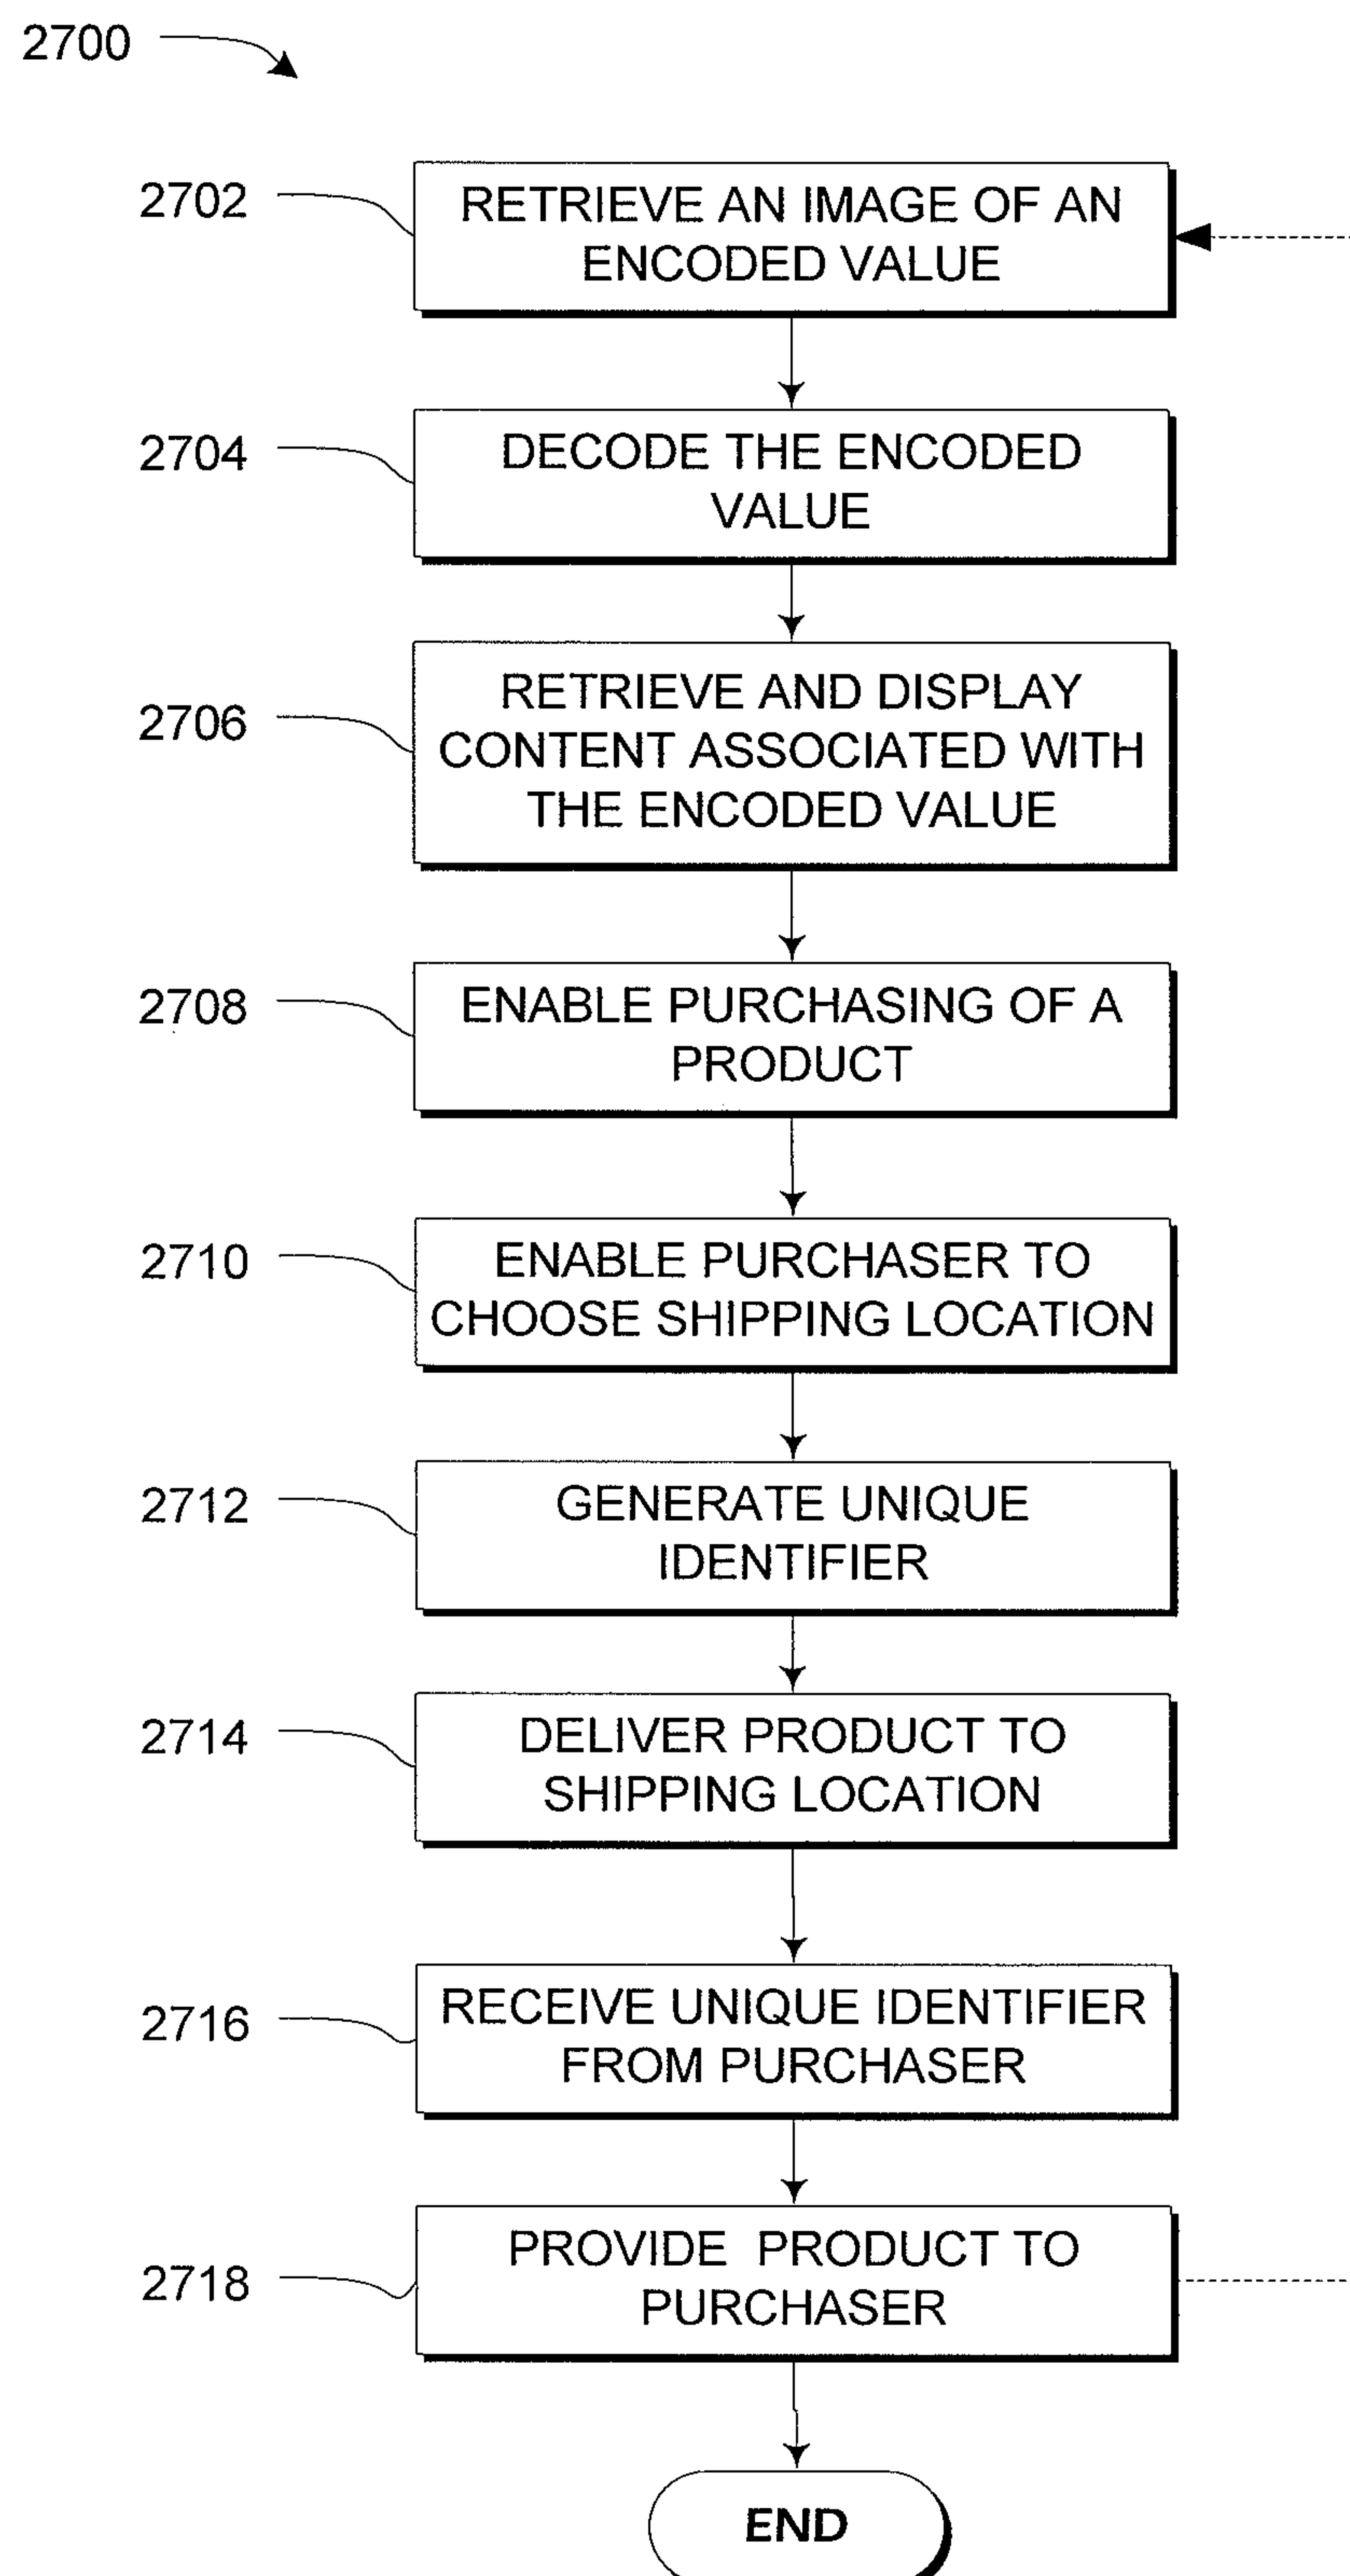 2700
2702
RETRIEVE AN IMAGE OF AN
ENCODED VALUE
2704
DECODE THE ENCODED
VALUE
2706
RETRIEVE AND DISPLAY
CONTENT ASSOCIATED WITH
THE ENCODED VALUE
2708
ENABLE PURCHASING OF A
PRODUCT
2710
ENABLE PURCHASER TO
CHOOSE SHIPPING LOCATION
2712
GENERATE UNIQUE
IDENTIFIER
2714
DELIVER PRODUCT TO
SHIPPING LOCATION
2716
RECEIVE UNIQUE IDENTIFIER
FROM PURCHASER
2718
PROVIDE PRODUCT TO
PURCHASER
END